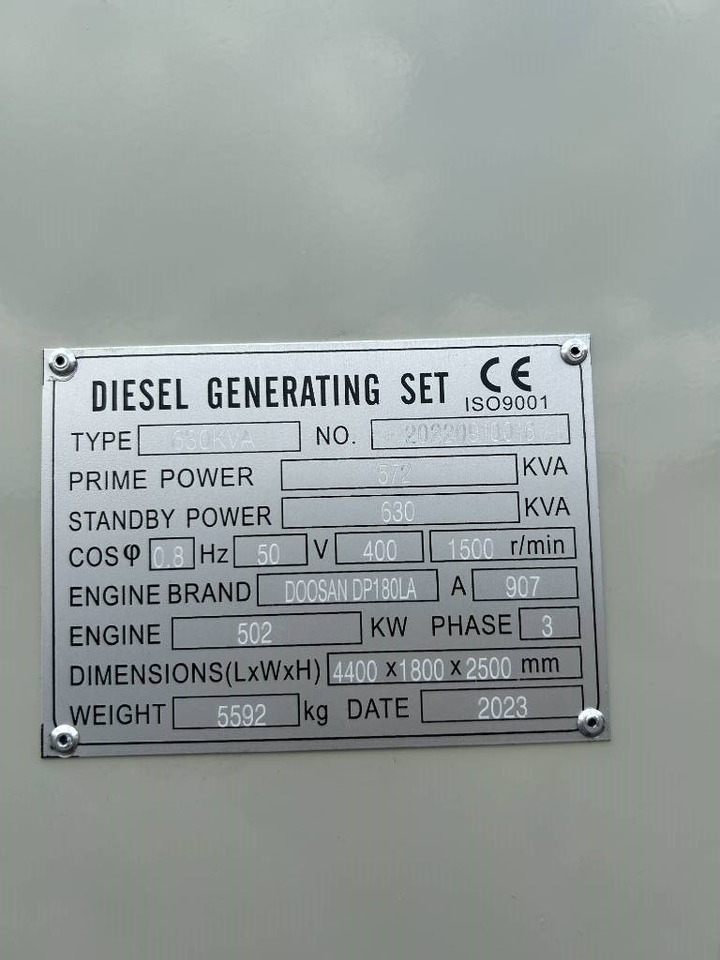 DIESEL GENERATING SET CE
ISO9001
TYPE 630KVA NO.
PRIME POWER 572 KVA
STANDBY POWER 630 KVA
COSφ 0.8 Hz 50 V 400 1500 r/min
ENGINE BRAND DOOSAN DP180LA A 907
ENGINE 502 KW PHASE 3
DIMENSIONS(LxWxH) 4400 x 1800 x 2500 mm
WEIGHT 5592 kg DATE 2023